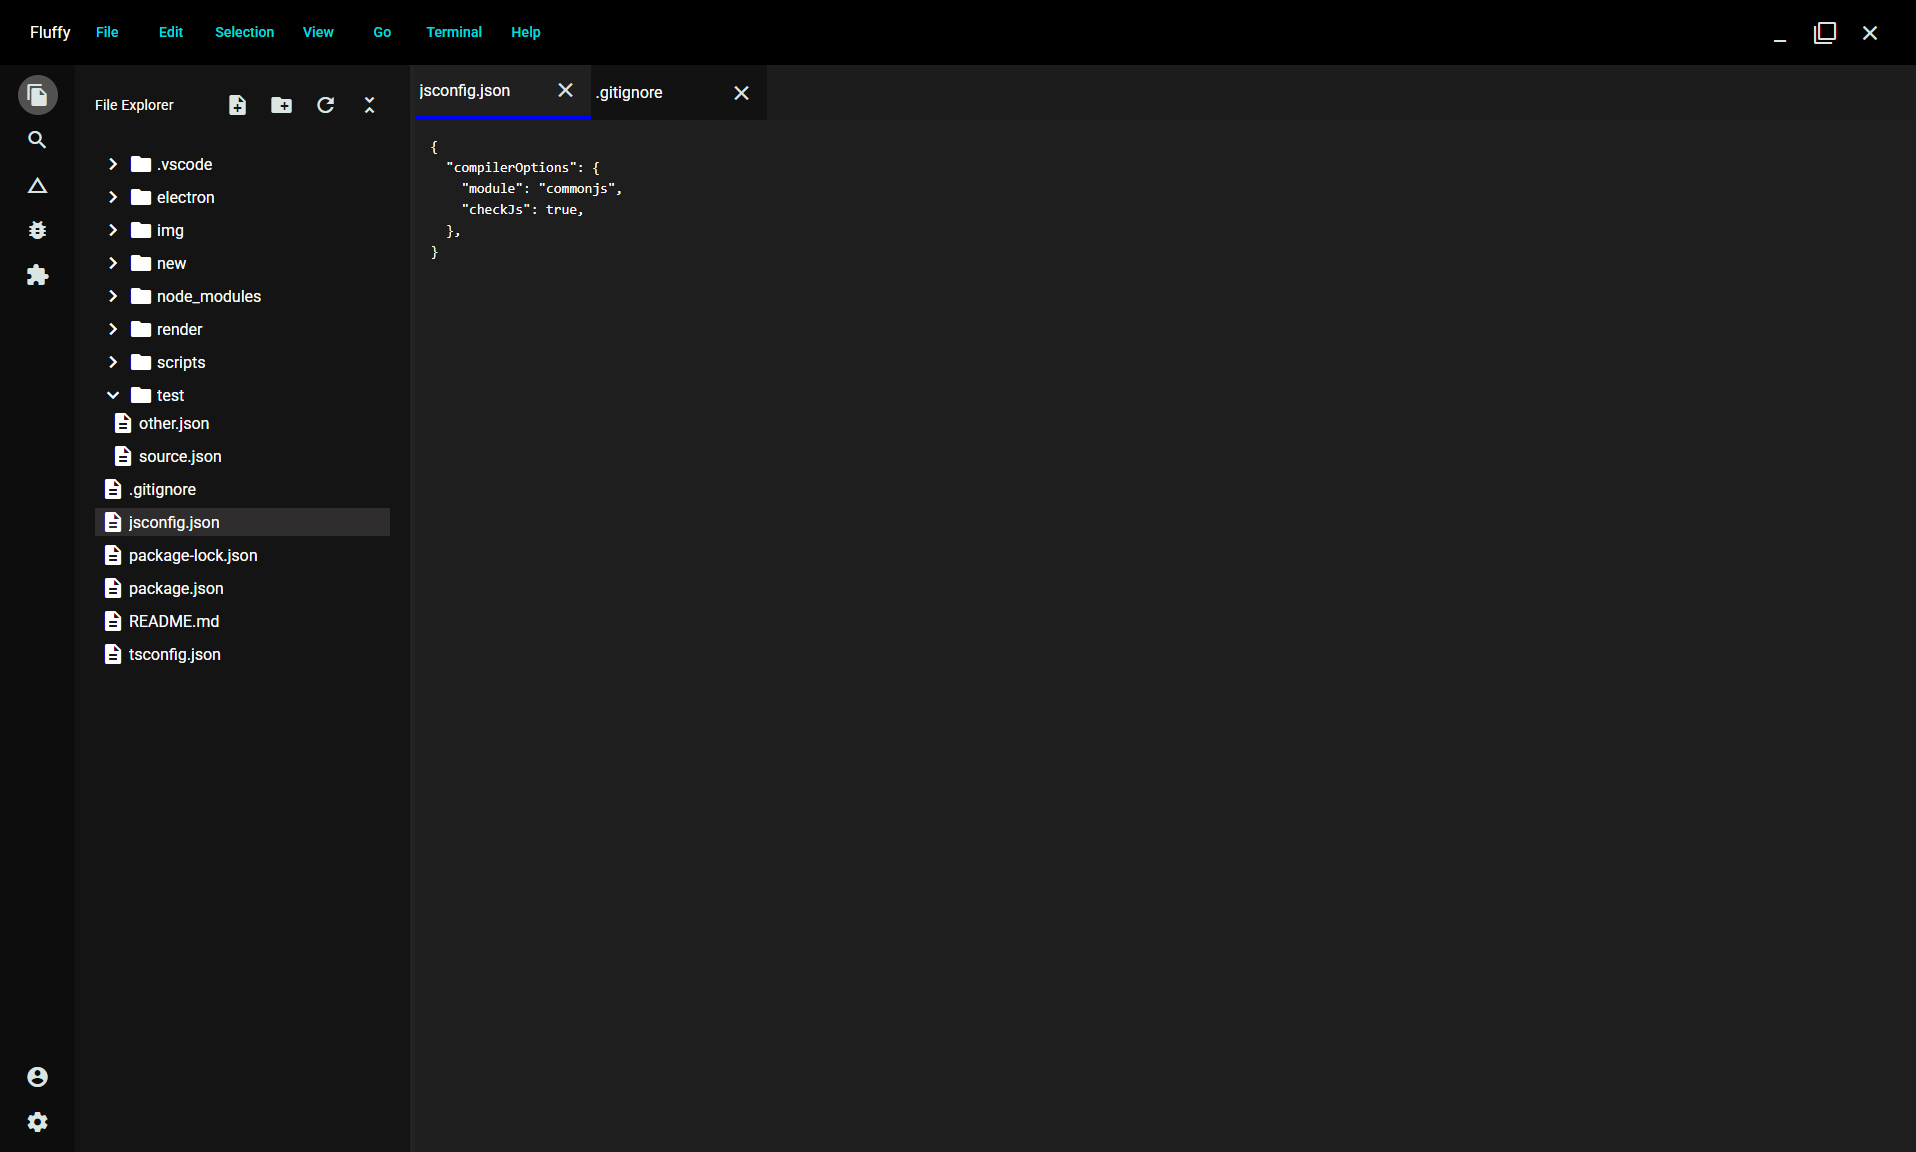 Fluffy File Edit Selection View Go Terminal Help
File Explorer
.vscode
electron
img
new
node_modules
render
scripts
test
other.json
source.json
.gitignore
jsconfig.json
package-lock.json
package.json
README.md
tsconfig.json
jsconfig.json .gitignore
{
  "compilerOptions": {
    "module": "commonjs",
    "checkJs": true,
  },
}